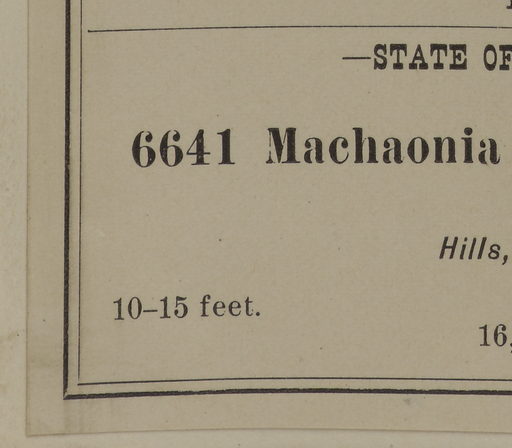 —STATE OF
6641 Machaonia
Hills,
10–15 feet.
16,